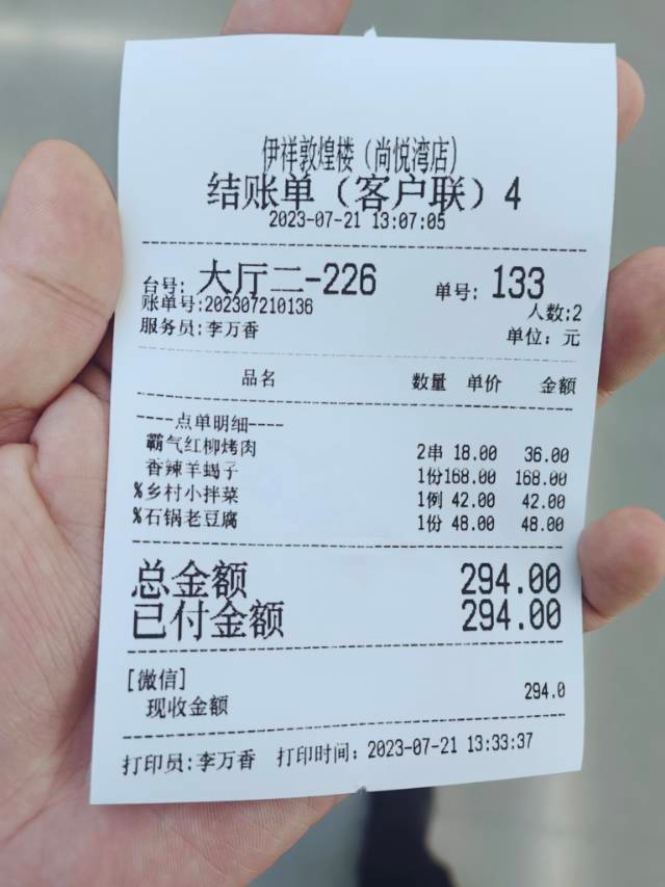 伊祥敦煌楼（尚悦湾店）
结账单（客户联）4
2023-07-21 13:07:05
台号: 大厅二-226 单号: 133
账单号:202307210136 人数:2
服务员:李万香 单位：元
品名 数量 单价 金额
----点单明细----
霸气红柳烤肉 2串 18.00 36.00
香辣羊蝎子 1份168.00 168.00
%乡村小拌菜 1例 42.00 42.00
%石锅老豆腐 1份 48.00 48.00
总金额 294.00
已付金额 294.00
[微信]
现收金额 294.0
打印员:李万香 打印时间：2023-07-21 13:33:37